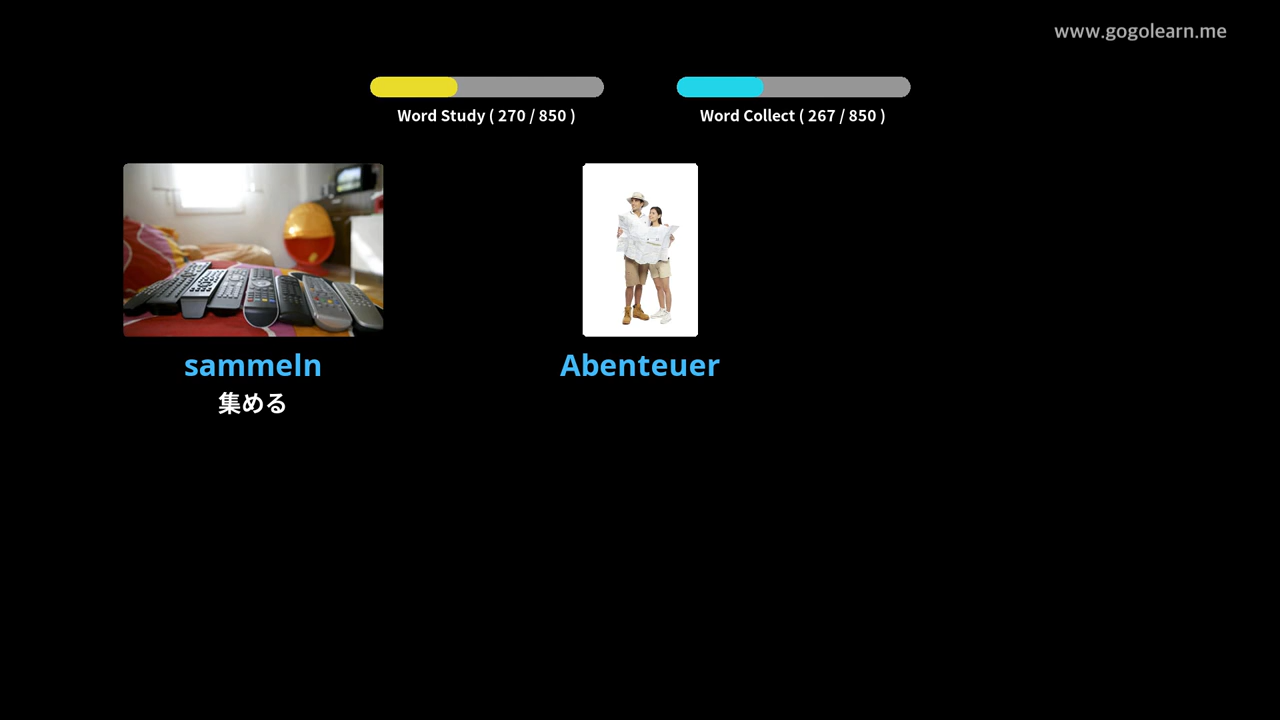 www.gogolearn.me
Word Study ( 270 / 850 )
Word Collect ( 267 / 850 )
sammeln
集める
Abenteuer